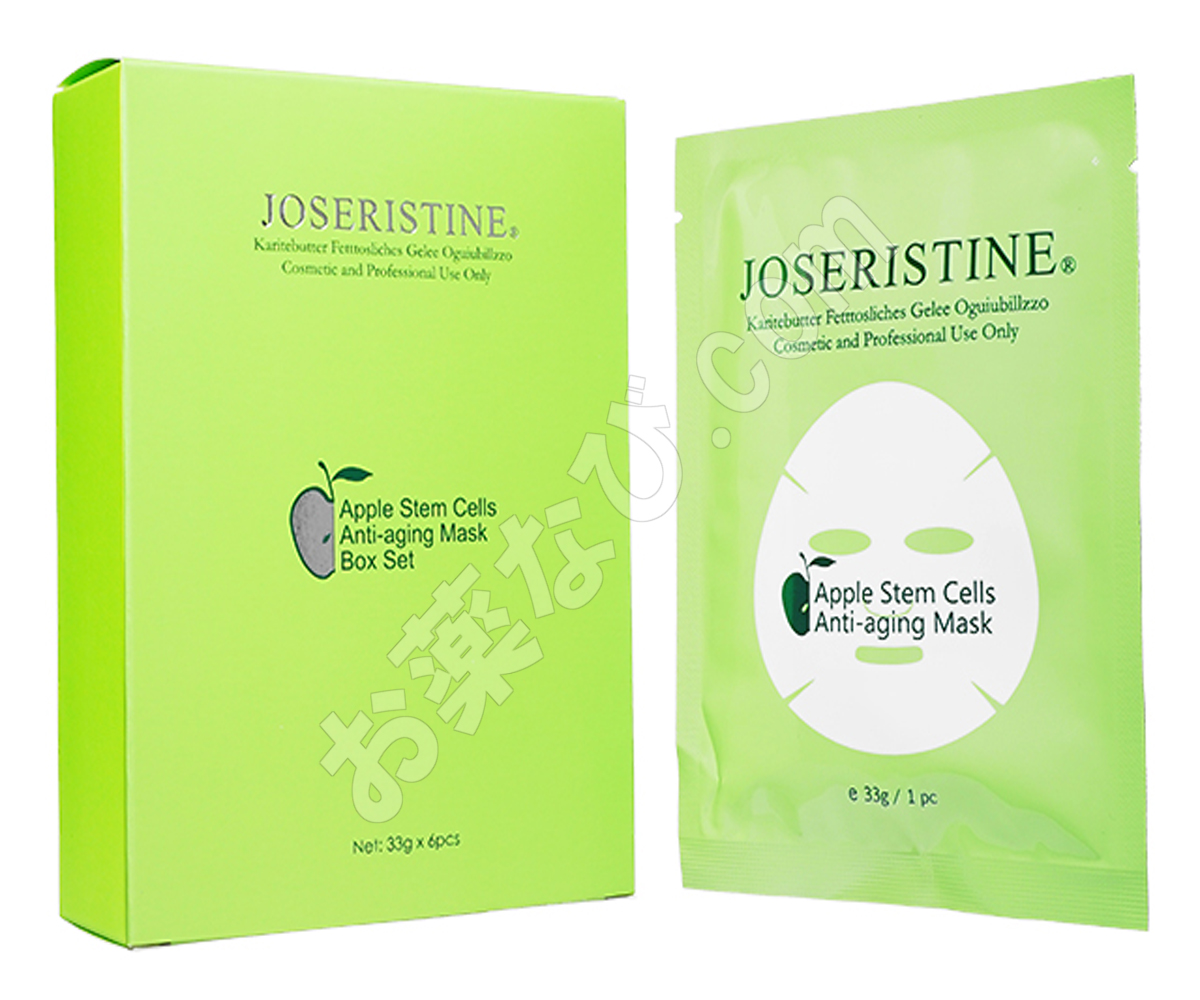 JOSERISTINE®
Karitebutter Fetttosliches Gelee Oguiubillzzo
Cosmetic and Professional Use Only
Apple Stem Cells
Anti-aging Mask
Box Set
Net: 33g x 6pcs
JOSERISTINE®
Karitebutter Fetttosliches Gelee Oguiubillzzo
Cosmetic and Professional Use Only
Apple Stem Cells
Anti-aging Mask
e 33g / 1 pc
お薬なび.com